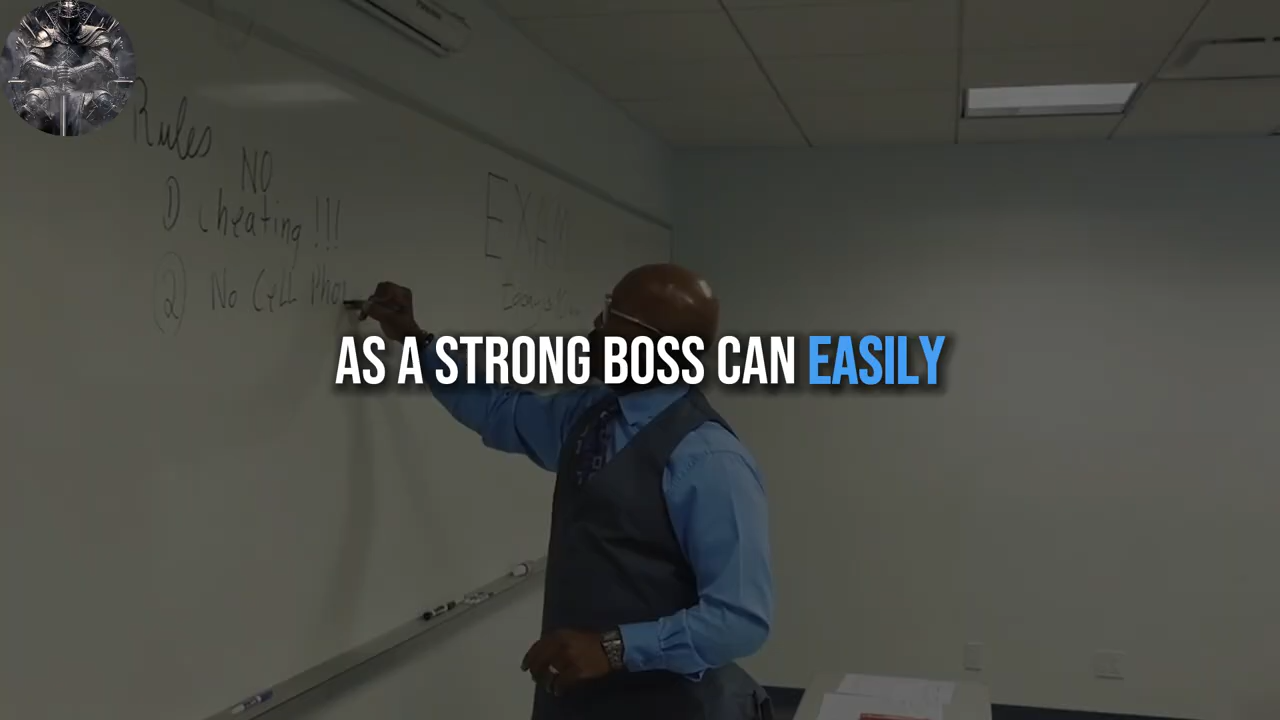 Rules
NO
① cheating !!!
② No Cell Pho
EXAM
AS A STRONG BOSS CAN EASILY